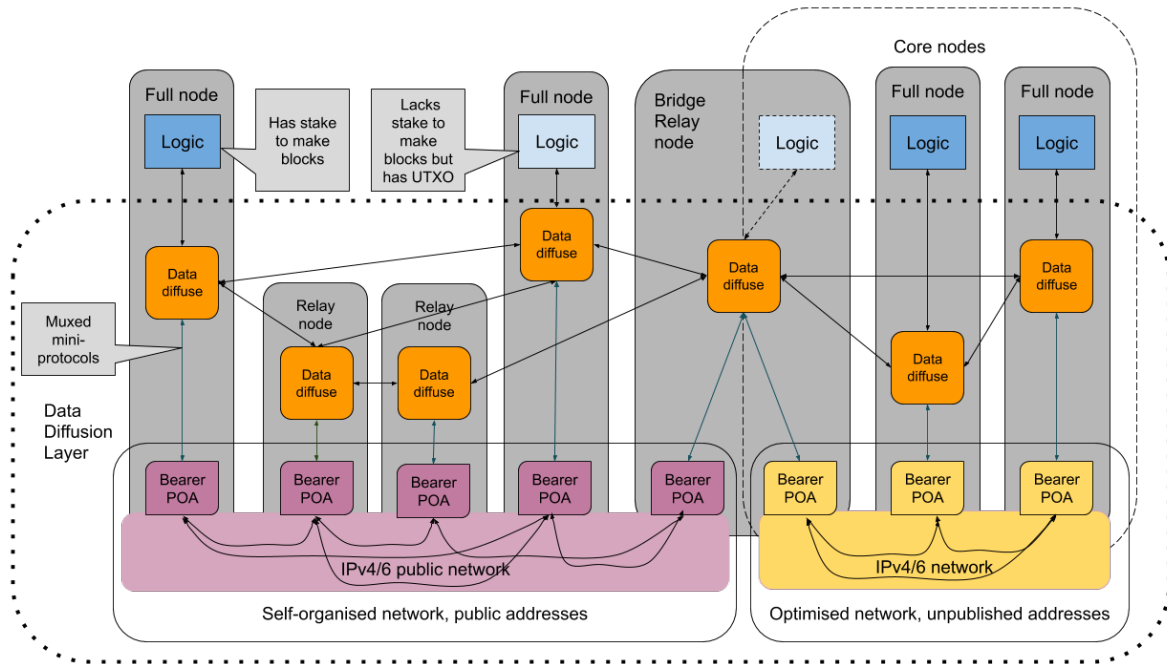 Core nodes
Full node
Full node
Bridge
Relay
node
Full node
Full node
Logic
Has stake
to make
blocks
Lacks
stake to
make
blocks but
has UTXO
Logic
Logic
Logic
Logic
Data
diffuse
Data
diffuse
Data
diffuse
Data
diffuse
Muxed
mini-
protocols
Relay
node
Relay
node
Data
diffuse
Data
diffuse
Data
diffuse
Data
Diffusion
Layer
Bearer
POA
Bearer
POA
Bearer
POA
Bearer
POA
Bearer
POA
Bearer
POA
Bearer
POA
Bearer
POA
IPv4/6 public network
IPv4/6 network
Self-organised network, public addresses
Optimised network, unpublished addresses